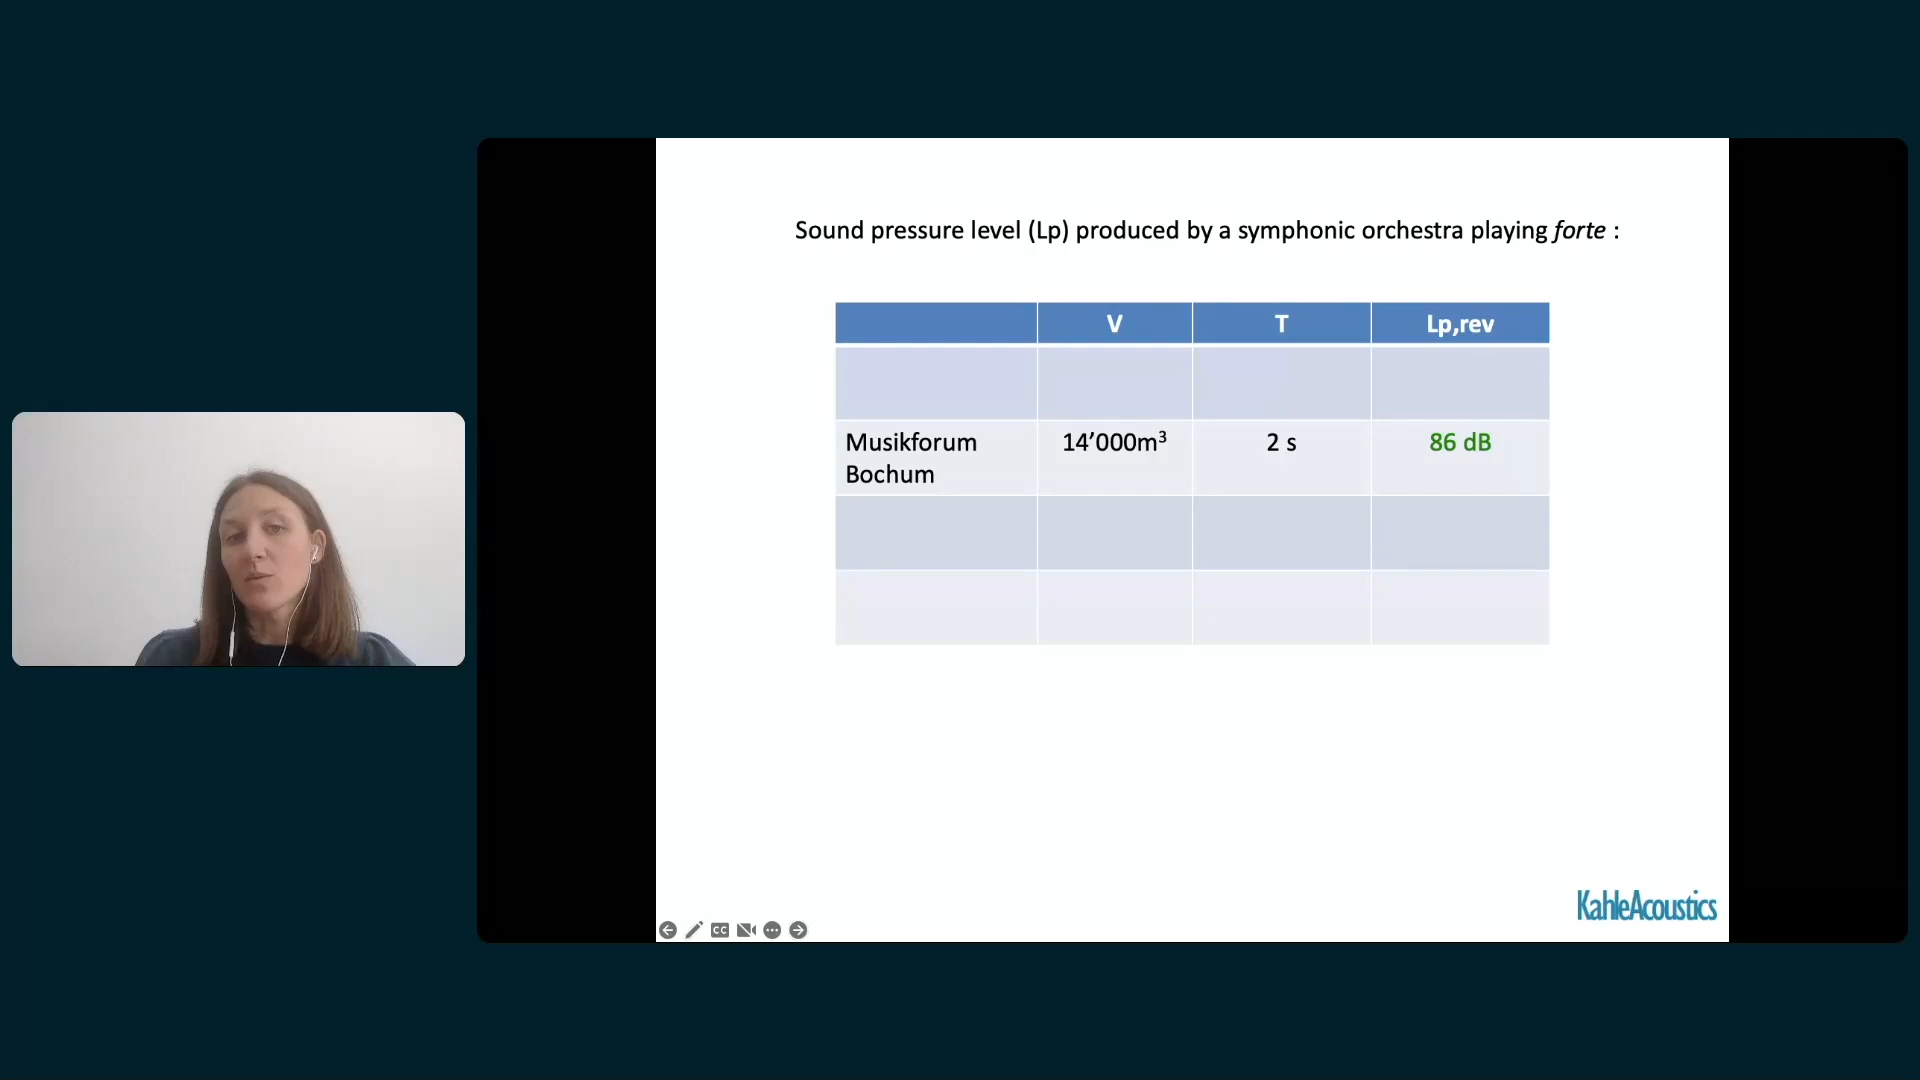 Sound pressure level (Lp) produced by a symphonic orchestra playing forte :
V T Lp,rev
Musikforum Bochum 14’000m³ 2 s 86 dB
KahleAcoustics
CC